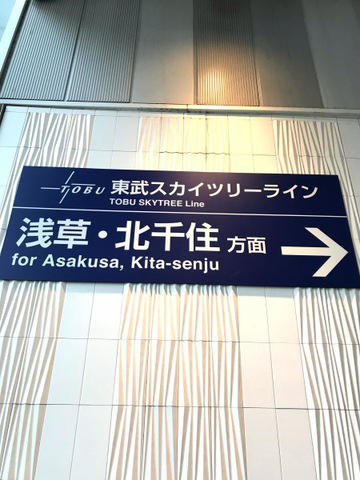 TOBU 東武スカイツリーライン
TOBU SKYTREE Line
浅草・北千住 方面
for Asakusa, Kita-senju